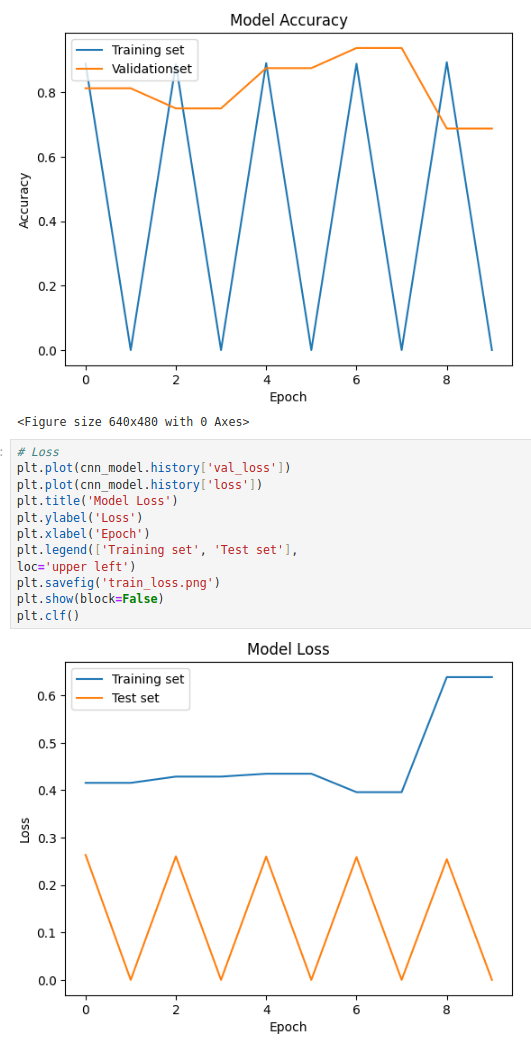 Model Accuracy
Training set
Validationset
0.8
0.6
0.4
0.2
0.0
Accuracy
0 2 4 6 8
Epoch
<Figure size 640x480 with 0 Axes>
:
# Loss
plt.plot(cnn_model.history['val_loss'])
plt.plot(cnn_model.history['loss'])
plt.title('Model Loss')
plt.ylabel('Loss')
plt.xlabel('Epoch')
plt.legend(['Training set', 'Test set'],
loc='upper left')
plt.savefig('train_loss.png')
plt.show(block=False)
plt.clf()
Model Loss
Training set
Test set
0.6
0.5
0.4
0.3
0.2
0.1
0.0
Loss
0 2 4 6 8
Epoch